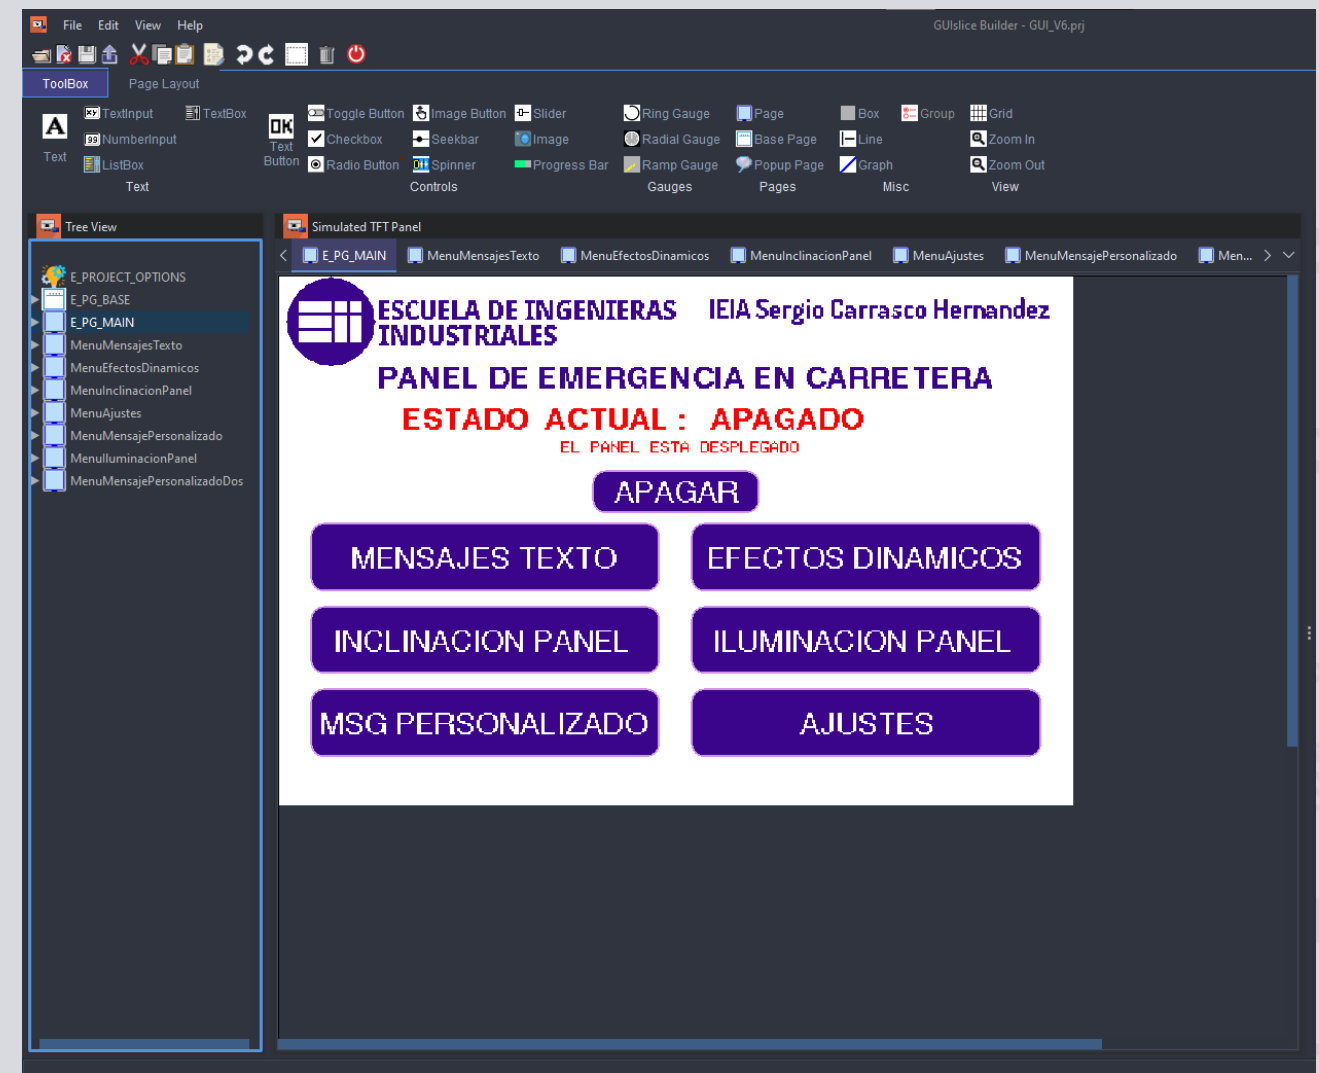 File Edit View Help
GUIslice Builder - GUI_V6.prj
ToolBox Page Layout
TextInput TextBox Toggle Button Image Button Slider Ring Gauge Page Box Group Grid
A OK
NumberInput Checkbox Seekbar Image Radial Gauge Base Page Line Zoom In
Text ListBox Text Button Radio Button Spinner Progress Bar Ramp Gauge Popup Page Graph Zoom Out
Text Controls Gauges Pages Misc View
Tree View
E_PROJECT_OPTIONS
E_PG_BASE
E_PG_MAIN
MenuMensajesTexto
MenuEfectosDinamicos
MenuInclinacionPanel
MenuAjustes
MenuMensajePersonalizado
MenuIluminacionPanel
MenuMensajePersonalizadoDos
Simulated TFT Panel
E_PG_MAIN MenuMensajesTexto MenuEfectosDinamicos MenuInclinacionPanel MenuAjustes MenuMensajePersonalizado Men...
ESCUELA DE INGENIERAS
INDUSTRIALES
IEIA Sergio Carrasco Hernandez
PANEL DE EMERGENCIA EN CARRETERA
ESTADO ACTUAL : APAGADO
EL PANEL ESTA DESPLEGADO
APAGAR
MENSAJES TEXTO EFECTOS DINAMICOS
INCLINACION PANEL ILUMINACION PANEL
MSG PERSONALIZADO AJUSTES